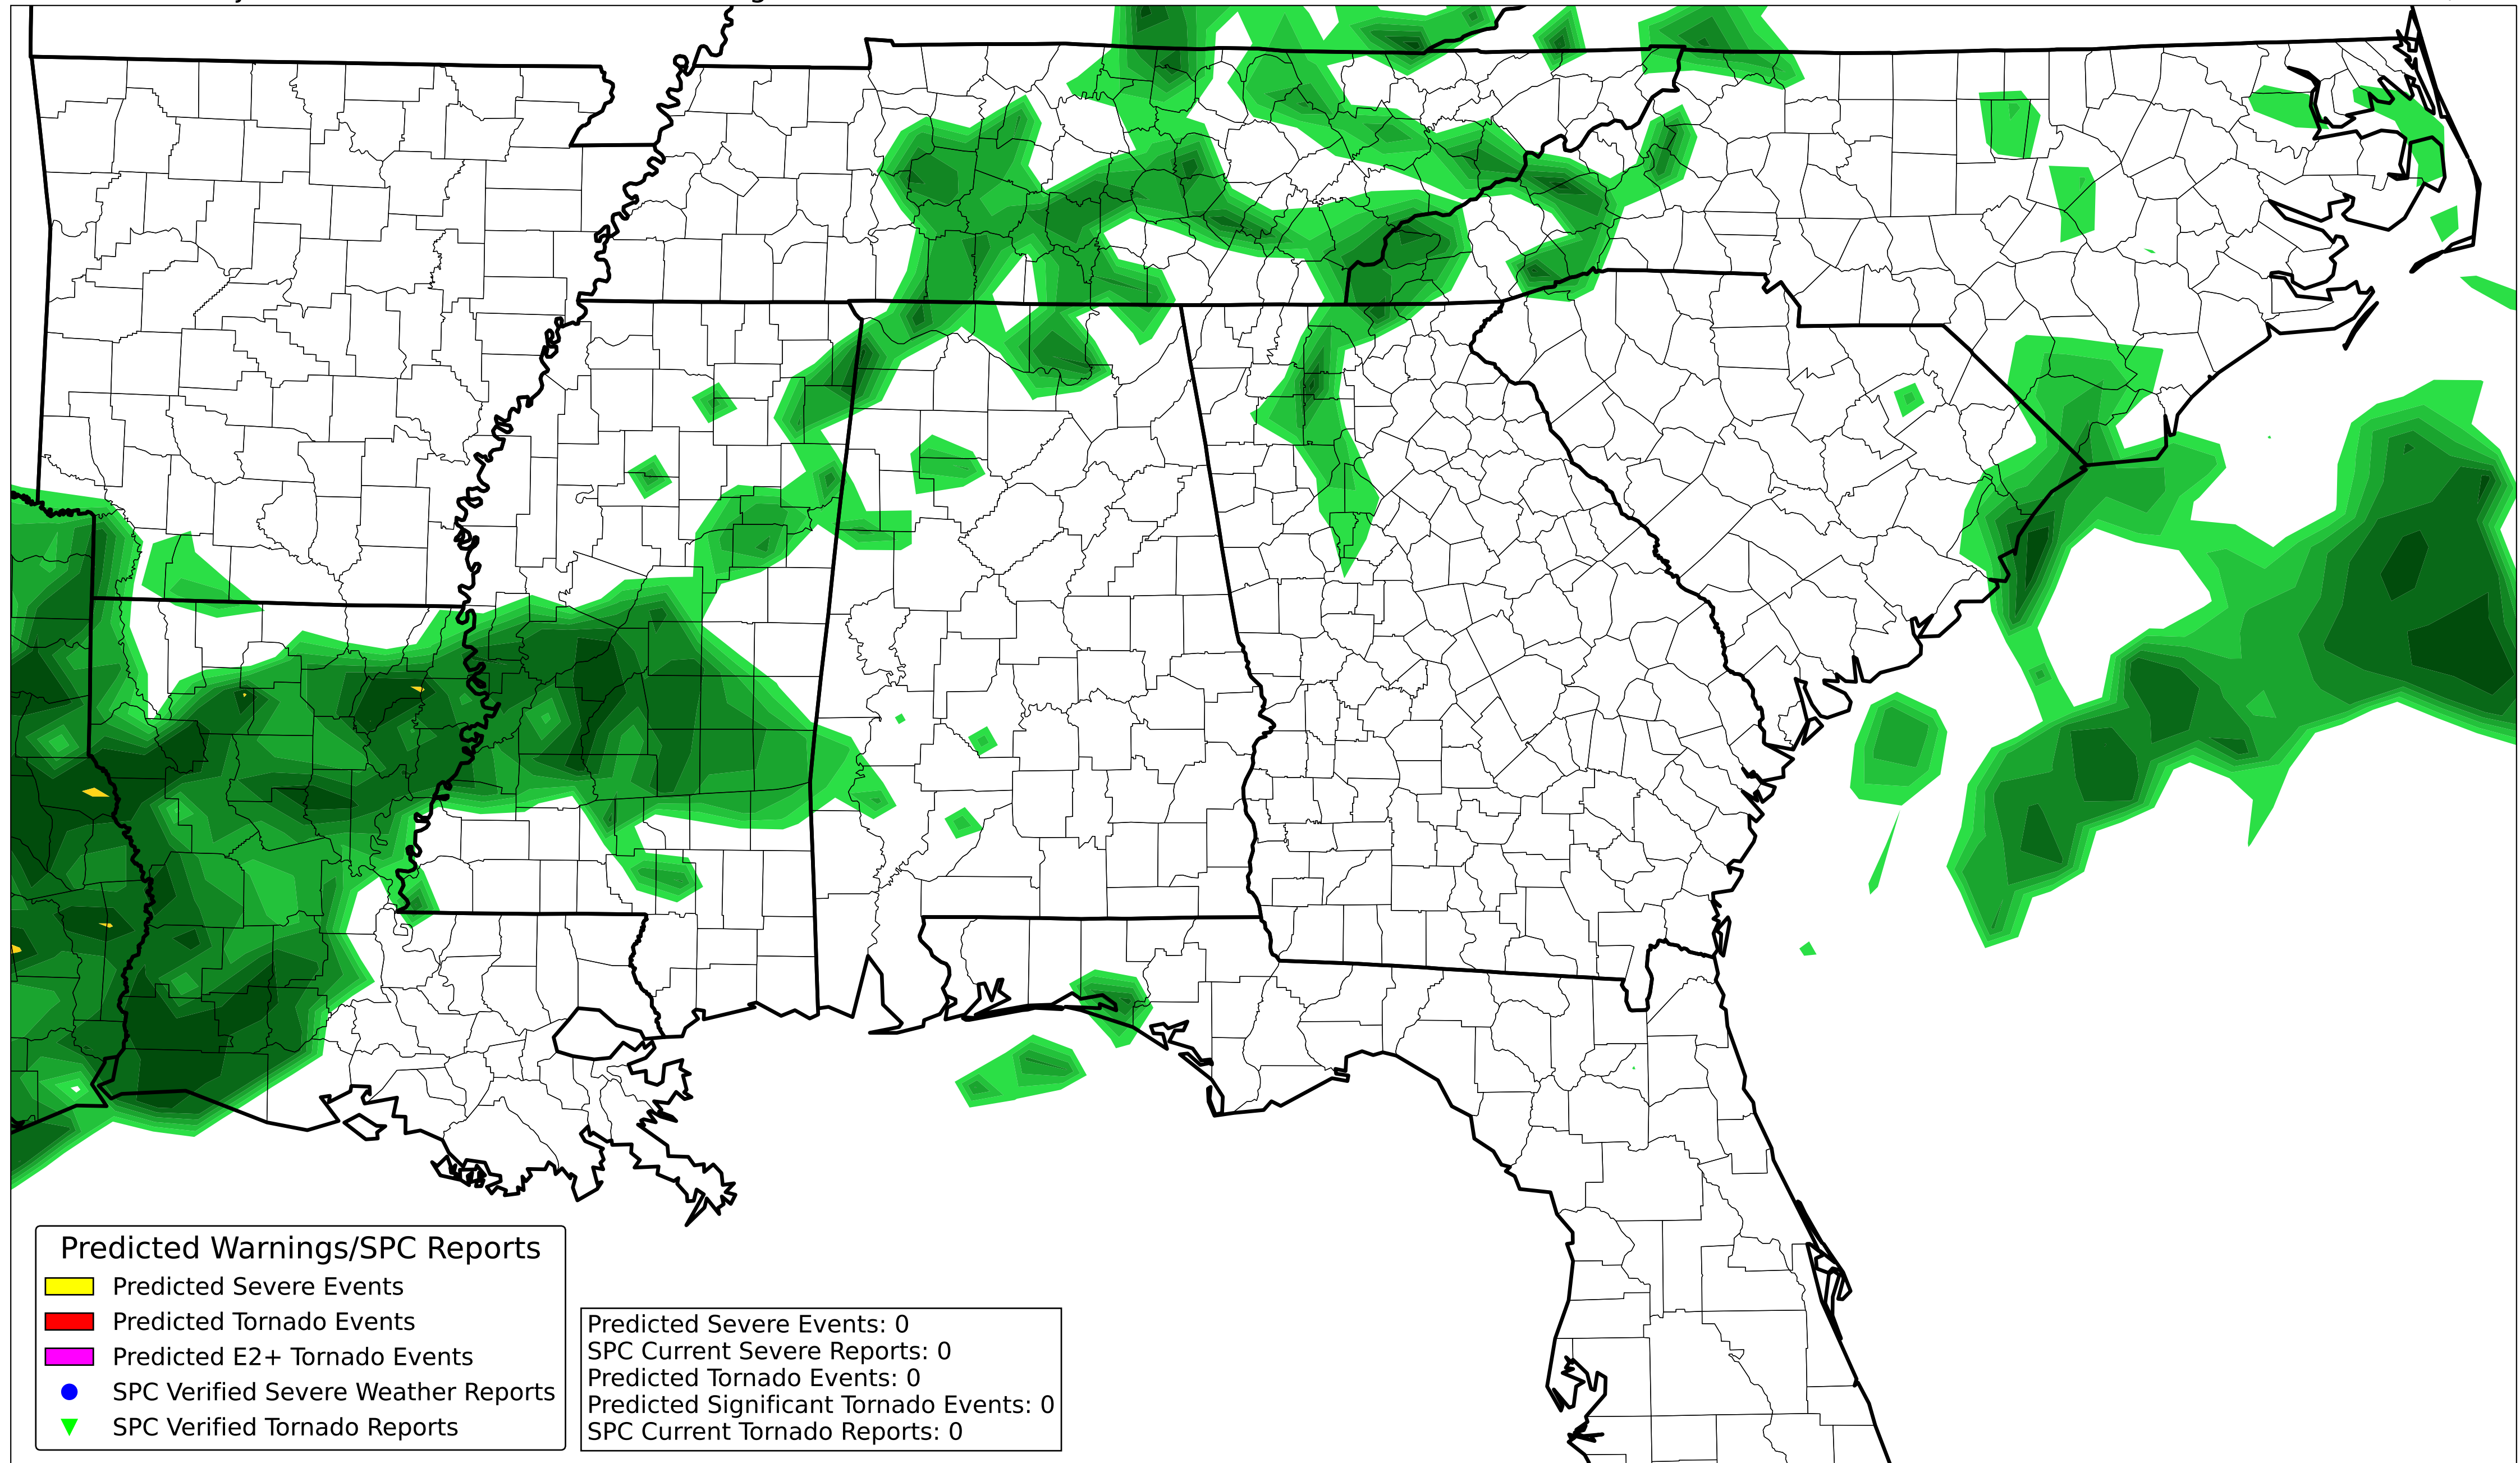 Predicted Warnings/SPC Reports
Predicted Severe Events
Predicted Tornado Events
Predicted E2+ Tornado Events
SPC Verified Severe Weather Reports
SPC Verified Tornado Reports
Predicted Severe Events: 0
SPC Current Severe Reports: 0
Predicted Tornado Events: 0
Predicted Significant Tornado Events: 0
SPC Current Tornado Reports: 0